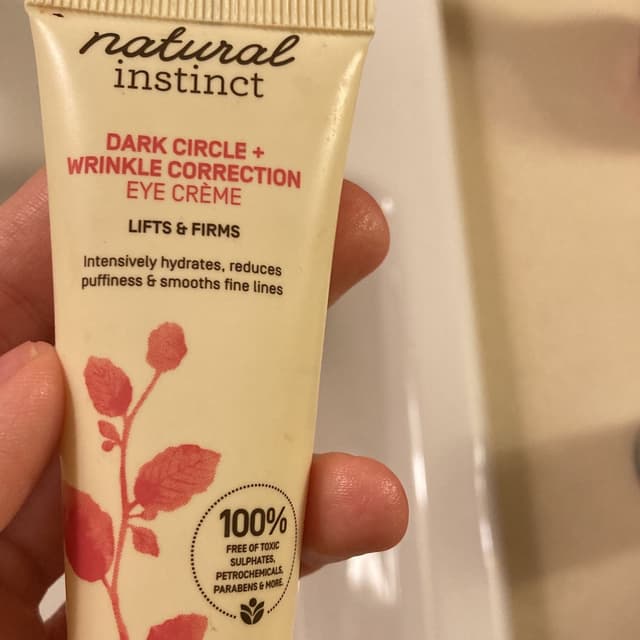 natural
instinct
DARK CIRCLE +
WRINKLE CORRECTION
EYE CRÈME
LIFTS & FIRMS
Intensively hydrates, reduces
puffiness & smooths fine lines
100%
FREE OF TOXIC
SULPHATES,
PETROCHEMICALS,
PARABENS & MORE.